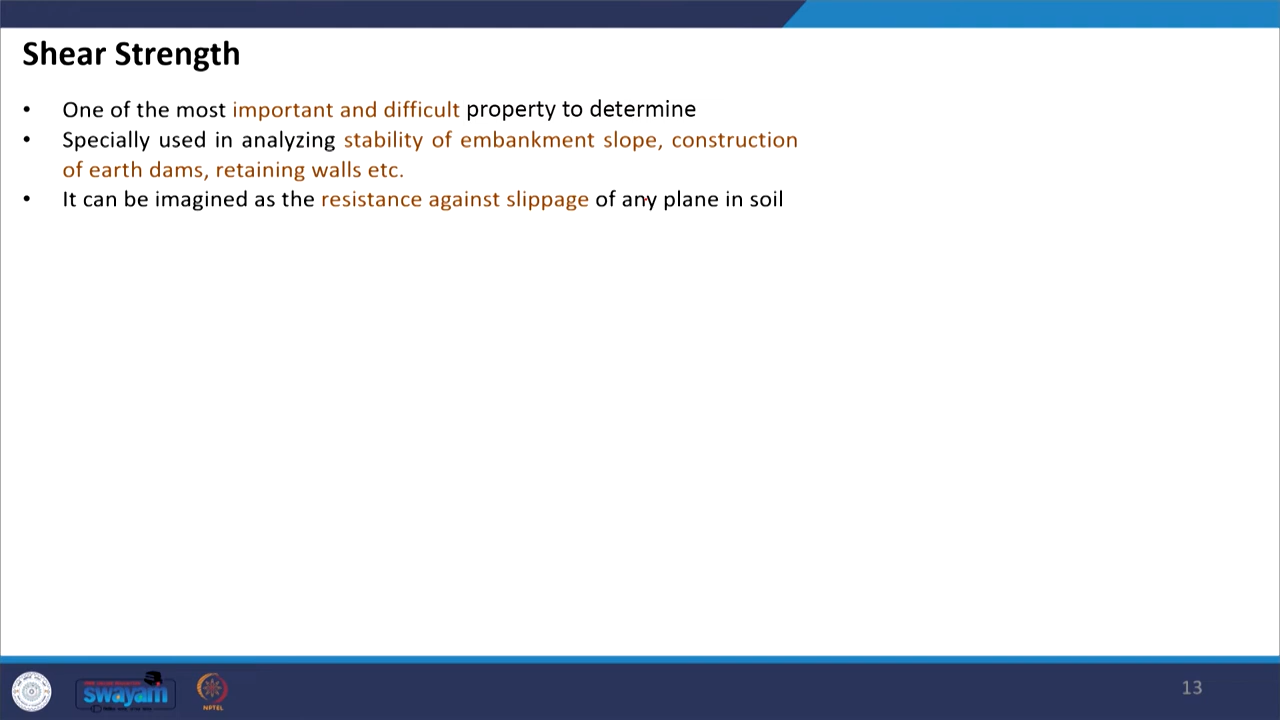 Shear Strength
• One of the most important and difficult property to determine
• Specially used in analyzing stability of embankment slope, construction
of earth dams, retaining walls etc.
• It can be imagined as the resistance against slippage of any plane in soil
swayam
NPTEL
13